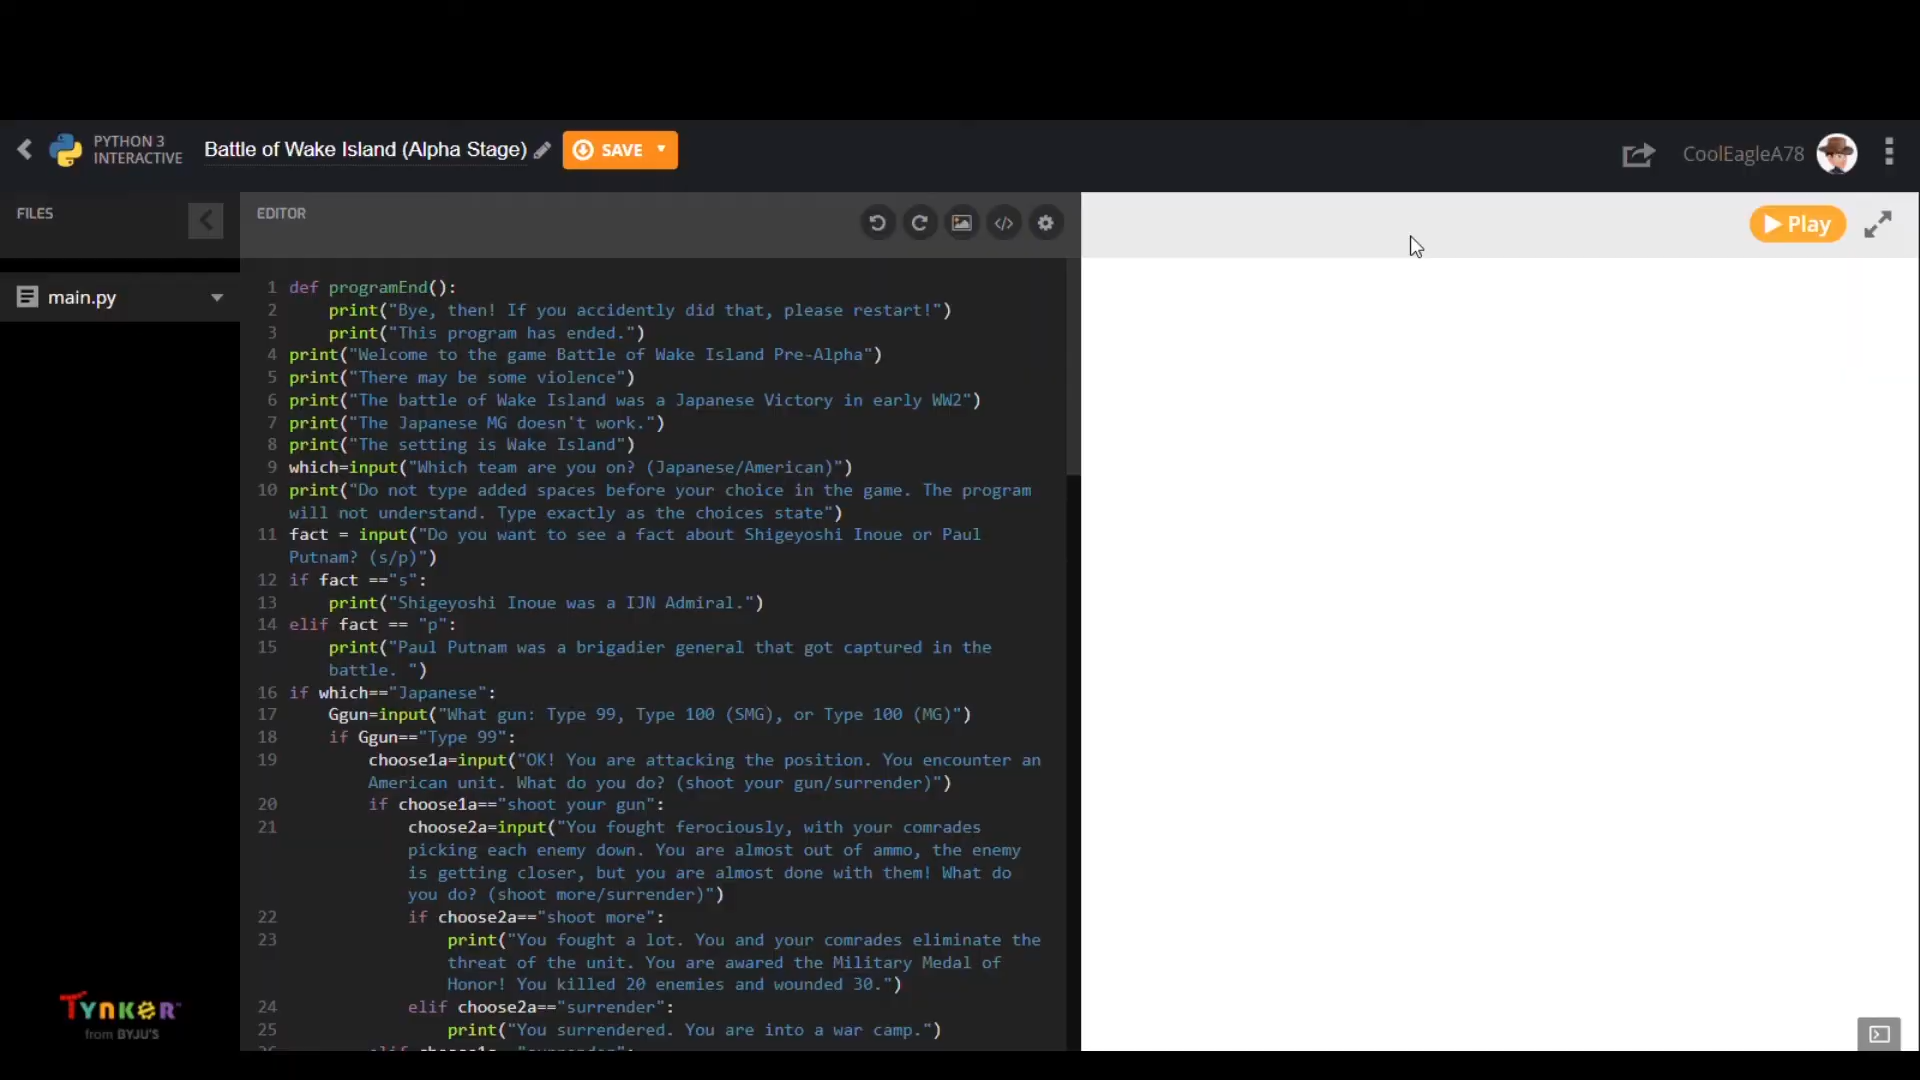 PYTHON 3
INTERACTIVE
Battle of Wake Island (Alpha Stage)
SAVE
CoolEagleA78
FILES
EDITOR
Play
main.py
1 def programEnd():
2 print("Bye, then! If you accidently did that, please restart!")
3 print("This program has ended.")
4 print("Welcome to the game Battle of Wake Island Pre-Alpha")
5 print("There may be some violence")
6 print("The battle of Wake Island was a Japanese Victory in early WW2")
7 print("The Japanese MG doesn't work.")
8 print("The setting is Wake Island")
9 which=input("Which team are you on? (Japanese/American)")
10 print("Do not type added spaces before your choice in the game. The program
will not understand. Type exactly as the choices state")
11 fact = input("Do you want to see a fact about Shigeyoshi Inoue or Paul
Putnam? (s/p)")
12 if fact =="s":
13 print("Shigeyoshi Inoue was a IJN Admiral.")
14 elif fact == "p":
15 print("Paul Putnam was a brigadier general that got captured in the
battle. ")
16 if which=="Japanese":
17 Ggun=input("What gun: Type 99, Type 100 (SMG), or Type 100 (MG)")
18 if Ggun=="Type 99":
19 choose1a=input("OK! You are attacking the position. You encounter an
American unit. What do you do? (shoot your gun/surrender)")
20 if choose1a=="shoot your gun":
21 choose2a=input("You fought ferociously, with your comrades
picking each enemy down. You are almost out of ammo, the enemy
is getting closer, but you are almost done with them! What do
you do? (shoot more/surrender)")
22 if choose2a=="shoot more":
23 print("You fought a lot. You and your comrades eliminate the
threat of the unit. You are awared the Military Medal of
Honor! You killed 20 enemies and wounded 30.")
24 elif choose2a=="surrender":
25 print("You surrendered. You are into a war camp.")
TYNKER
from BYJU'S